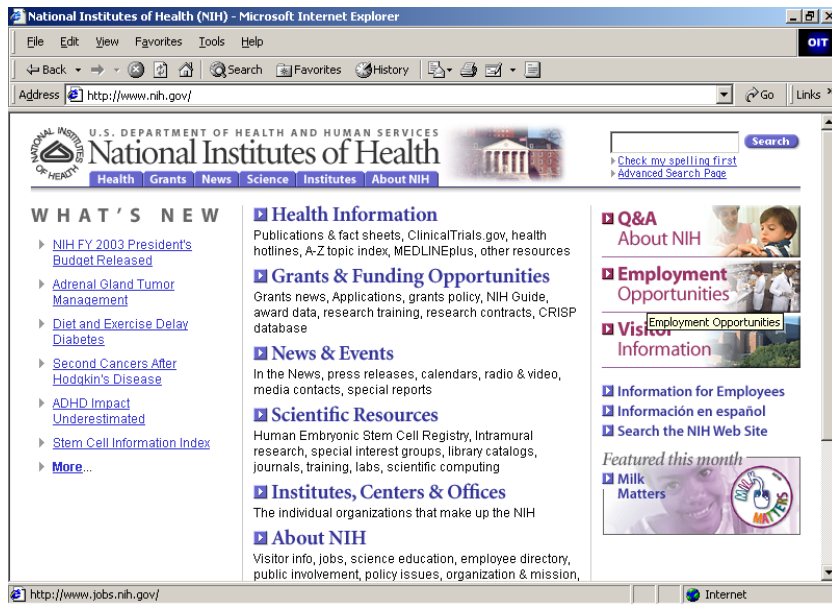 National Institutes of Health (NIH) - Microsoft Internet Explorer
File Edit View Favorites Tools Help
OIT
Back Search Favorites History
Address http://www.nih.gov/ Go Links
U.S. DEPARTMENT OF HEALTH AND HUMAN SERVICES
National Institutes of Health
NATIONAL INSTITUTES OF HEALTH
Health Grants News Science Institutes About NIH
Search
Check my spelling first
Advanced Search Page
WHAT'S NEW
NIH FY 2003 President's
Budget Released
Adrenal Gland Tumor
Management
Diet and Exercise Delay
Diabetes
Second Cancers After
Hodgkin's Disease
ADHD Impact
Underestimated
Stem Cell Information Index
More...
Health Information
Publications & fact sheets, ClinicalTrials.gov, health
hotlines, A-Z topic index, MEDLINEplus, other resources
Grants & Funding Opportunities
Grants news, Applications, grants policy, NIH Guide,
award data, research training, research contracts, CRISP
database
News & Events
In the News, press releases, calendars, radio & video,
media contacts, special reports
Scientific Resources
Human Embryonic Stem Cell Registry, Intramural
research, special interest groups, library catalogs,
journals, training, labs, scientific computing
Institutes, Centers & Offices
The individual organizations that make up the NIH
About NIH
Visitor info, jobs, science education, employee directory,
public involvement, policy issues, organization & mission,
Q&A
About NIH
Employment
Opportunities
Employment Opportunities
Visitor
Information
Information for Employees
Información en español
Search the NIH Web Site
Featured this month
Milk
Matters
MILK MATTERS
http://www.jobs.nih.gov/ Internet